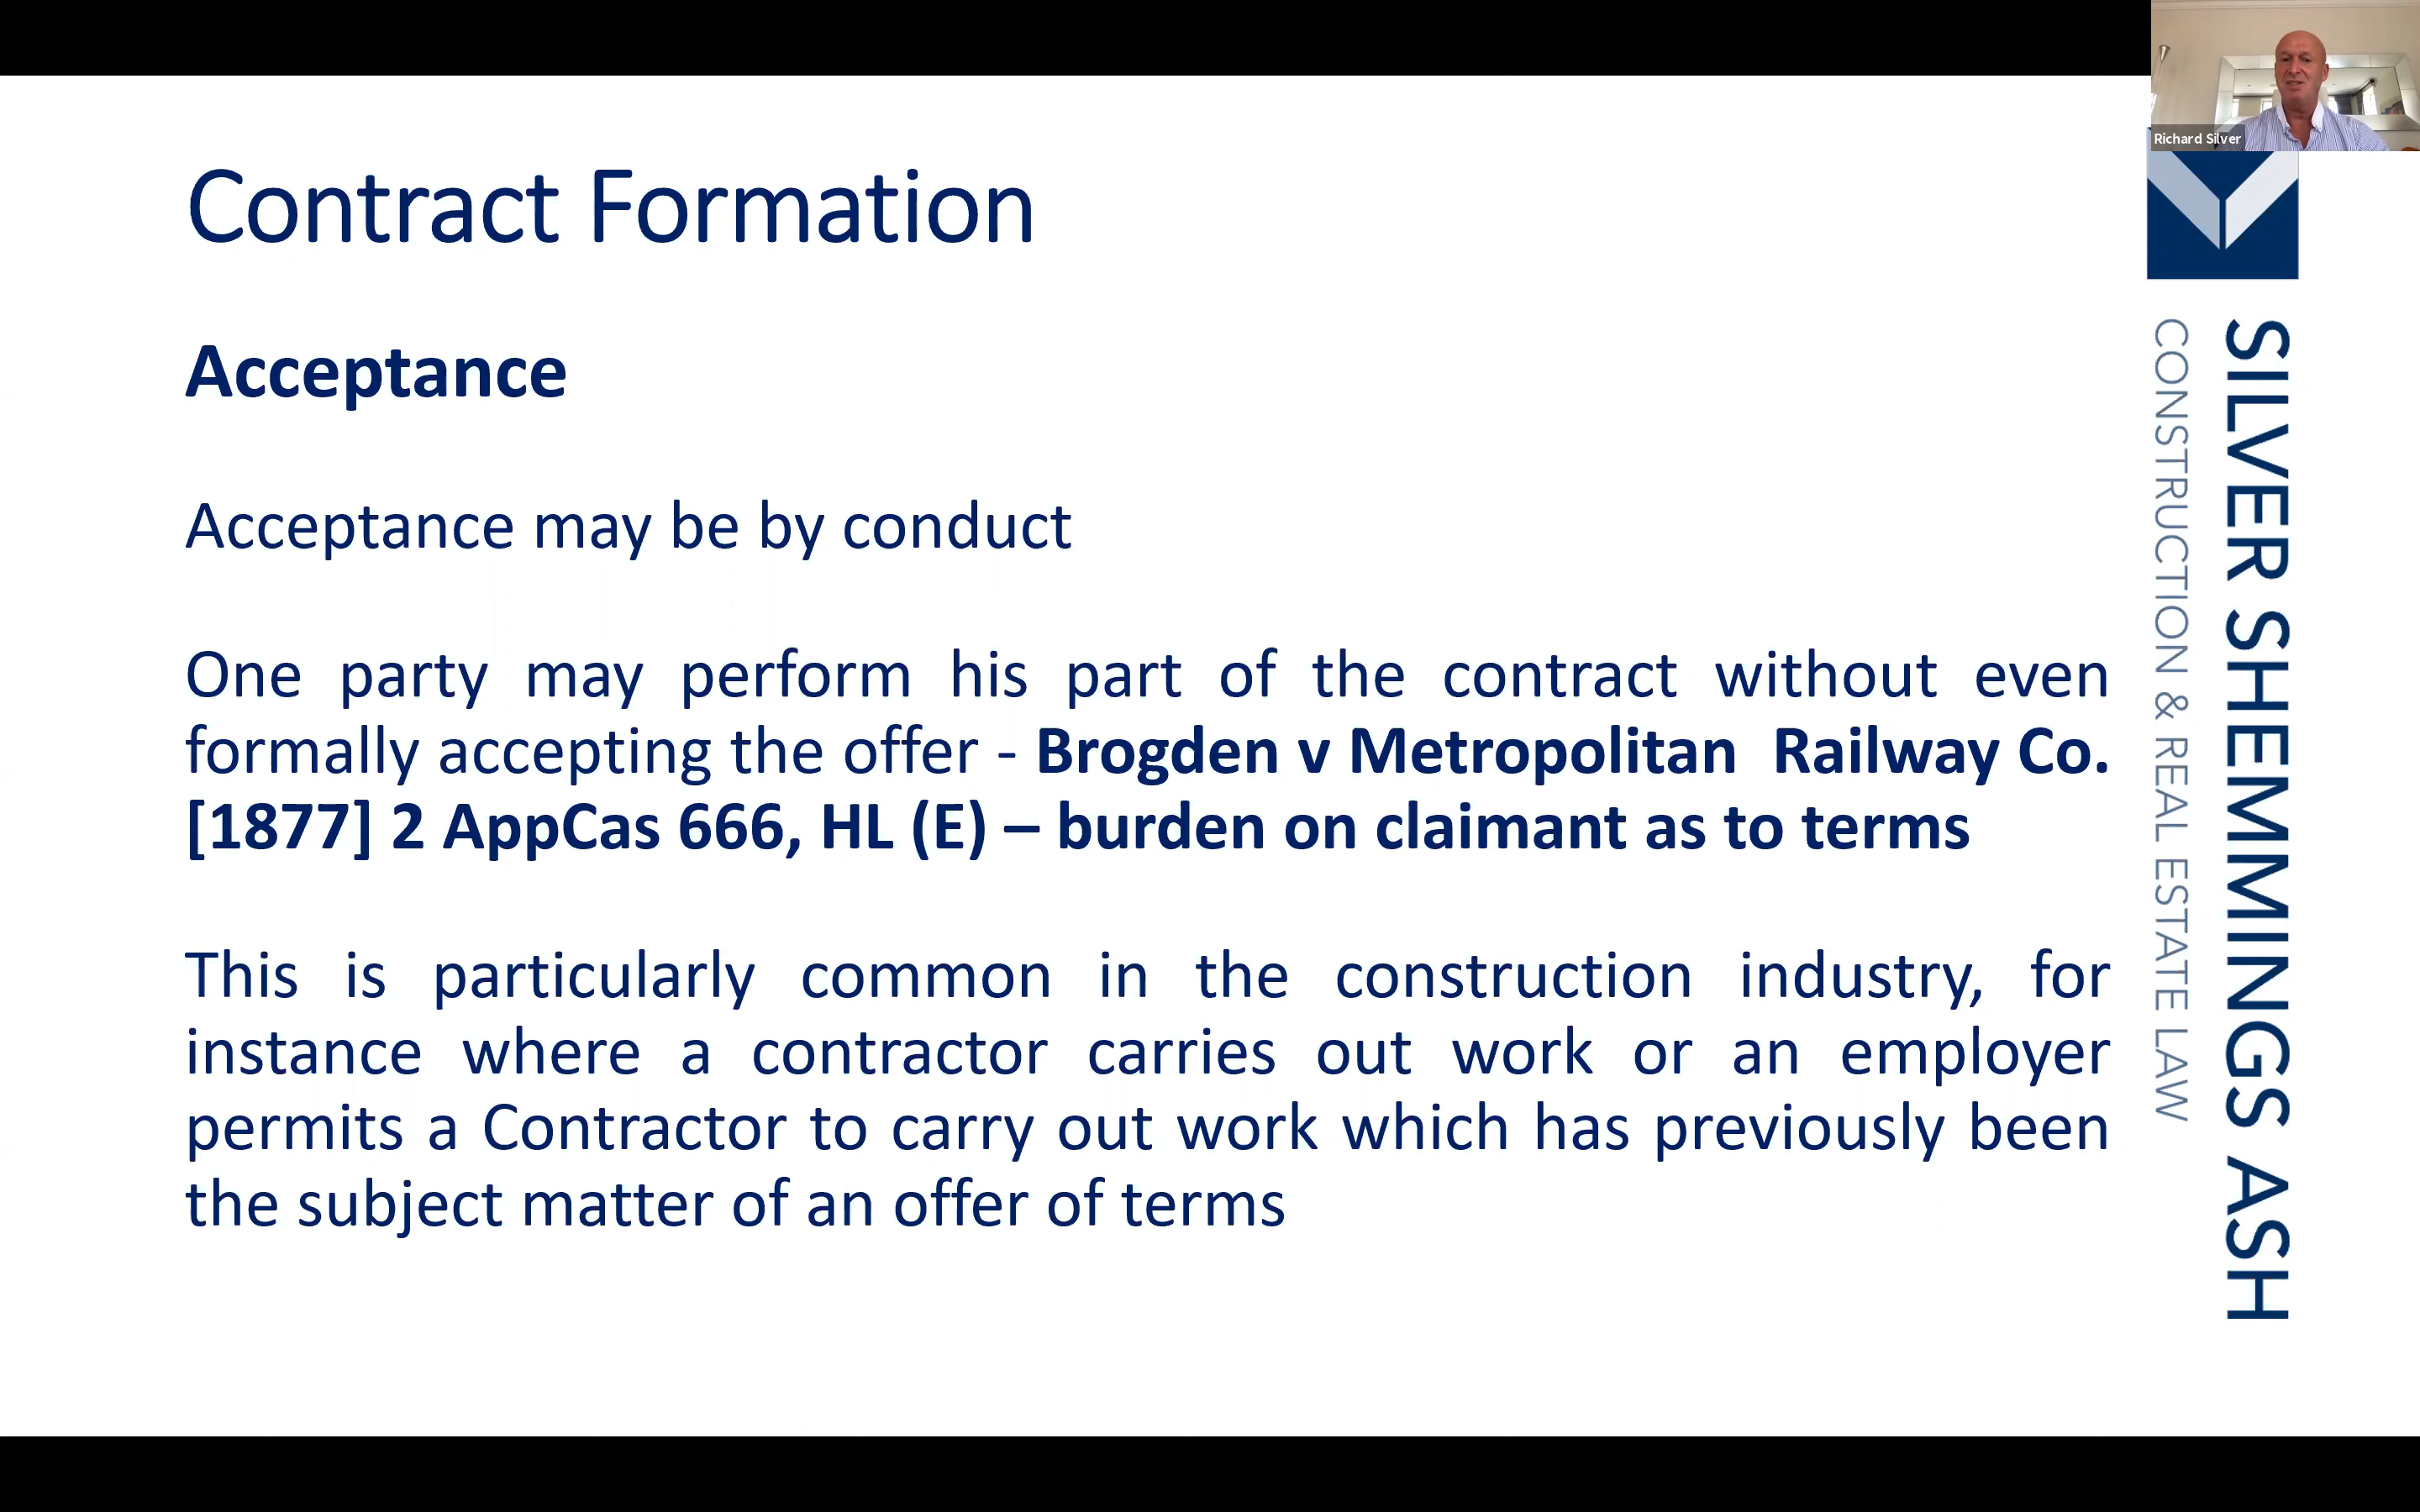 Richard Silver
Contract Formation
Acceptance
Acceptance may be by conduct
One party may perform his part of the contract without even
formally accepting the offer - Brogden v Metropolitan Railway Co.
[1877] 2 AppCas 666, HL (E) – burden on claimant as to terms
This is particularly common in the construction industry, for
instance where a contractor carries out work or an employer
permits a Contractor to carry out work which has previously been
the subject matter of an offer of terms
SILVER SHEMMINGS ASH
CONSTRUCTION & REAL ESTATE LAW